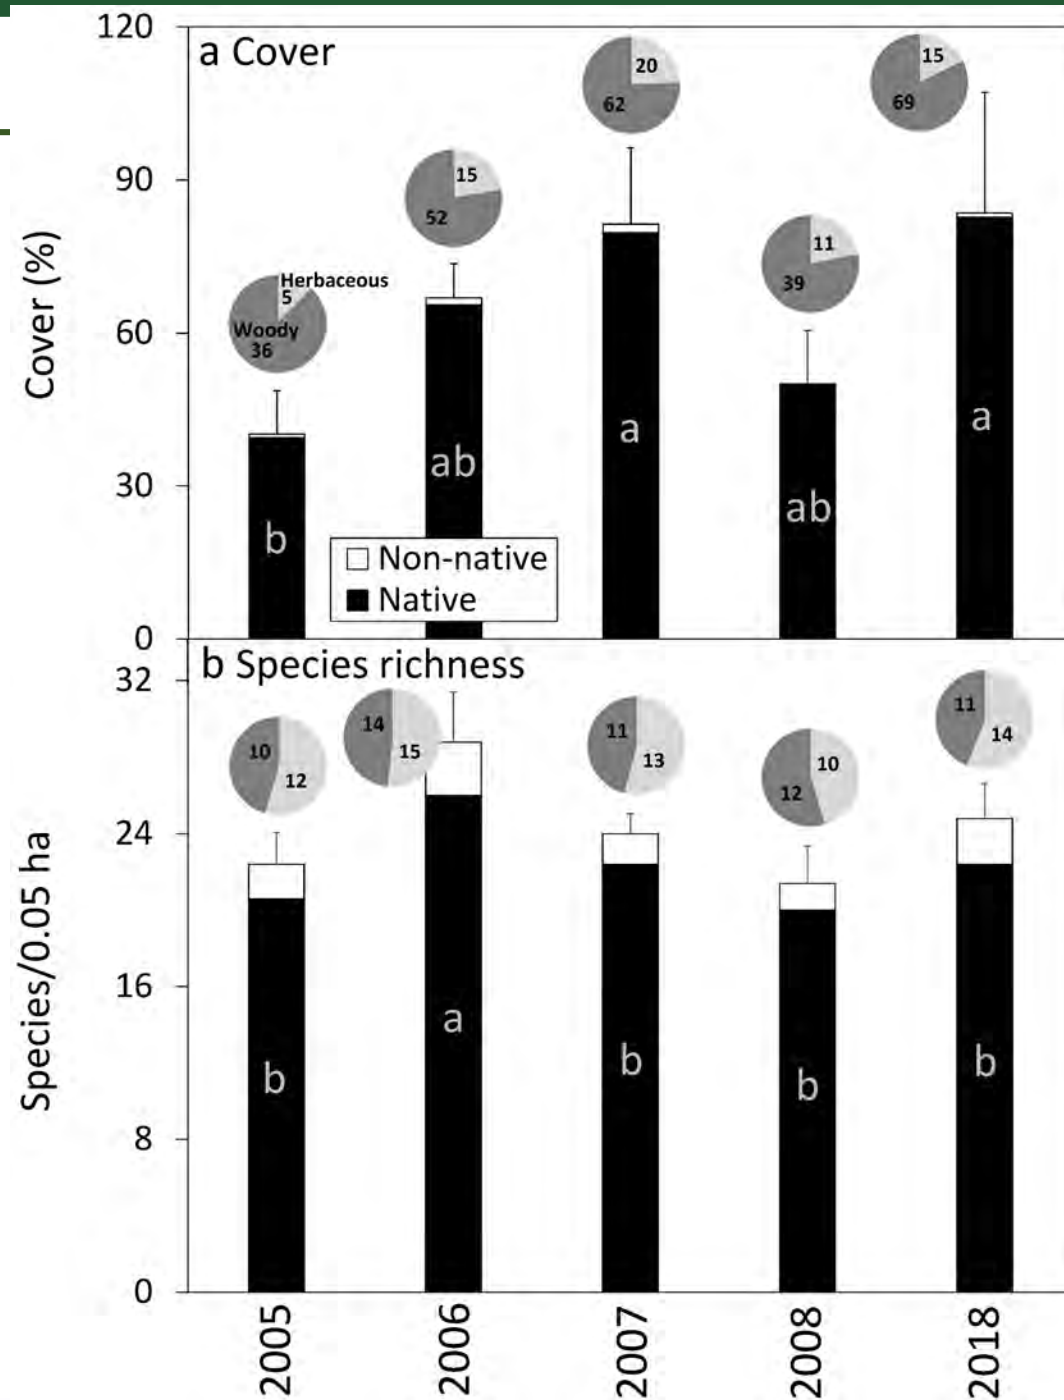 120
a Cover
90
60
30
0
Cover (%)
Herbaceous
5
Woody
36
15
52
20
62
11
39
15
69
b
ab
a
ab
a
Non-native
Native
b Species richness
32
24
16
8
0
Species/0.05 ha
10
12
14
15
11
13
10
12
11
14
b
a
b
b
b
2005
2006
2007
2008
2018